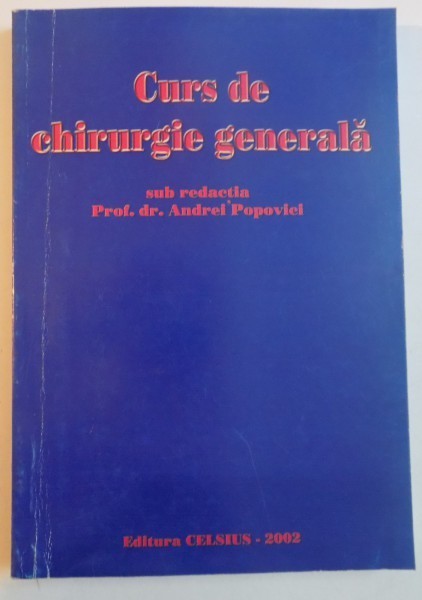 Curs de
chirurgie generală
sub redacția
Prof. dr. Andrei Popovici
Editura CELSIUS - 2002